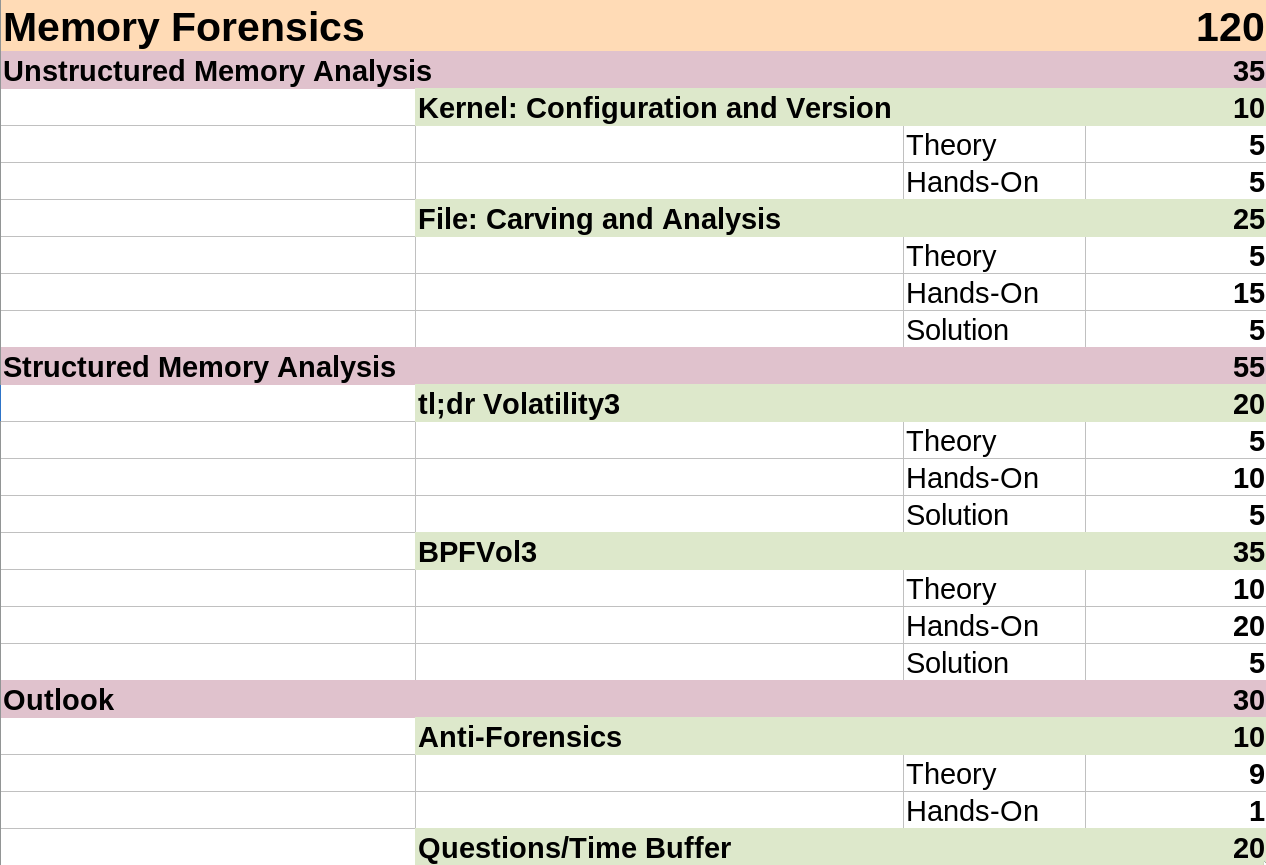 Memory Forensics 120
Unstructured Memory Analysis 35
Kernel: Configuration and Version 10
Theory 5
Hands-On 5
File: Carving and Analysis 25
Theory 5
Hands-On 15
Solution 5
Structured Memory Analysis 55
tl;dr Volatility3 20
Theory 5
Hands-On 10
Solution 5
BPFVol3 35
Theory 10
Hands-On 20
Solution 5
Outlook 30
Anti-Forensics 10
Theory 9
Hands-On 1
Questions/Time Buffer 20